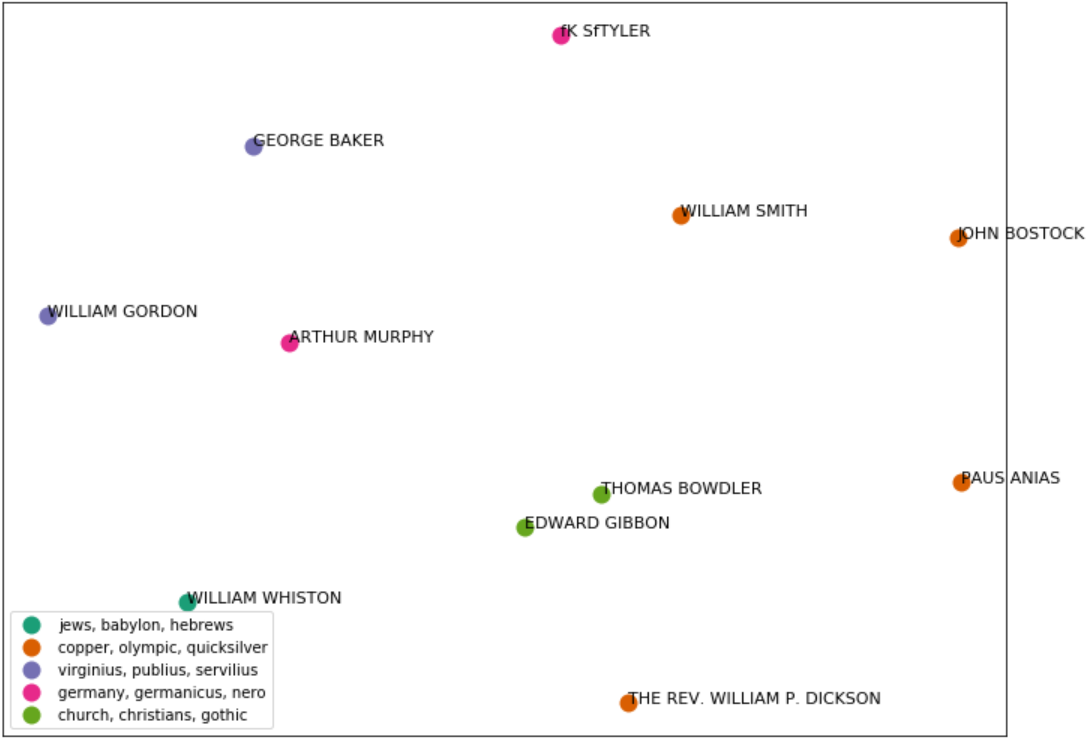 fK SfTYLER
GEORGE BAKER
WILLIAM SMITH
JOHN BOSTOCK
WILLIAM GORDON
ARTHUR MURPHY
PAUS ANIAS
THOMAS BOWDLER
EDWARD GIBBON
WILLIAM WHISTON
jews, babylon, hebrews
copper, olympic, quicksilver
virginius, publius, servilius
germany, germanicus, nero
church, christians, gothic
THE REV. WILLIAM P. DICKSON